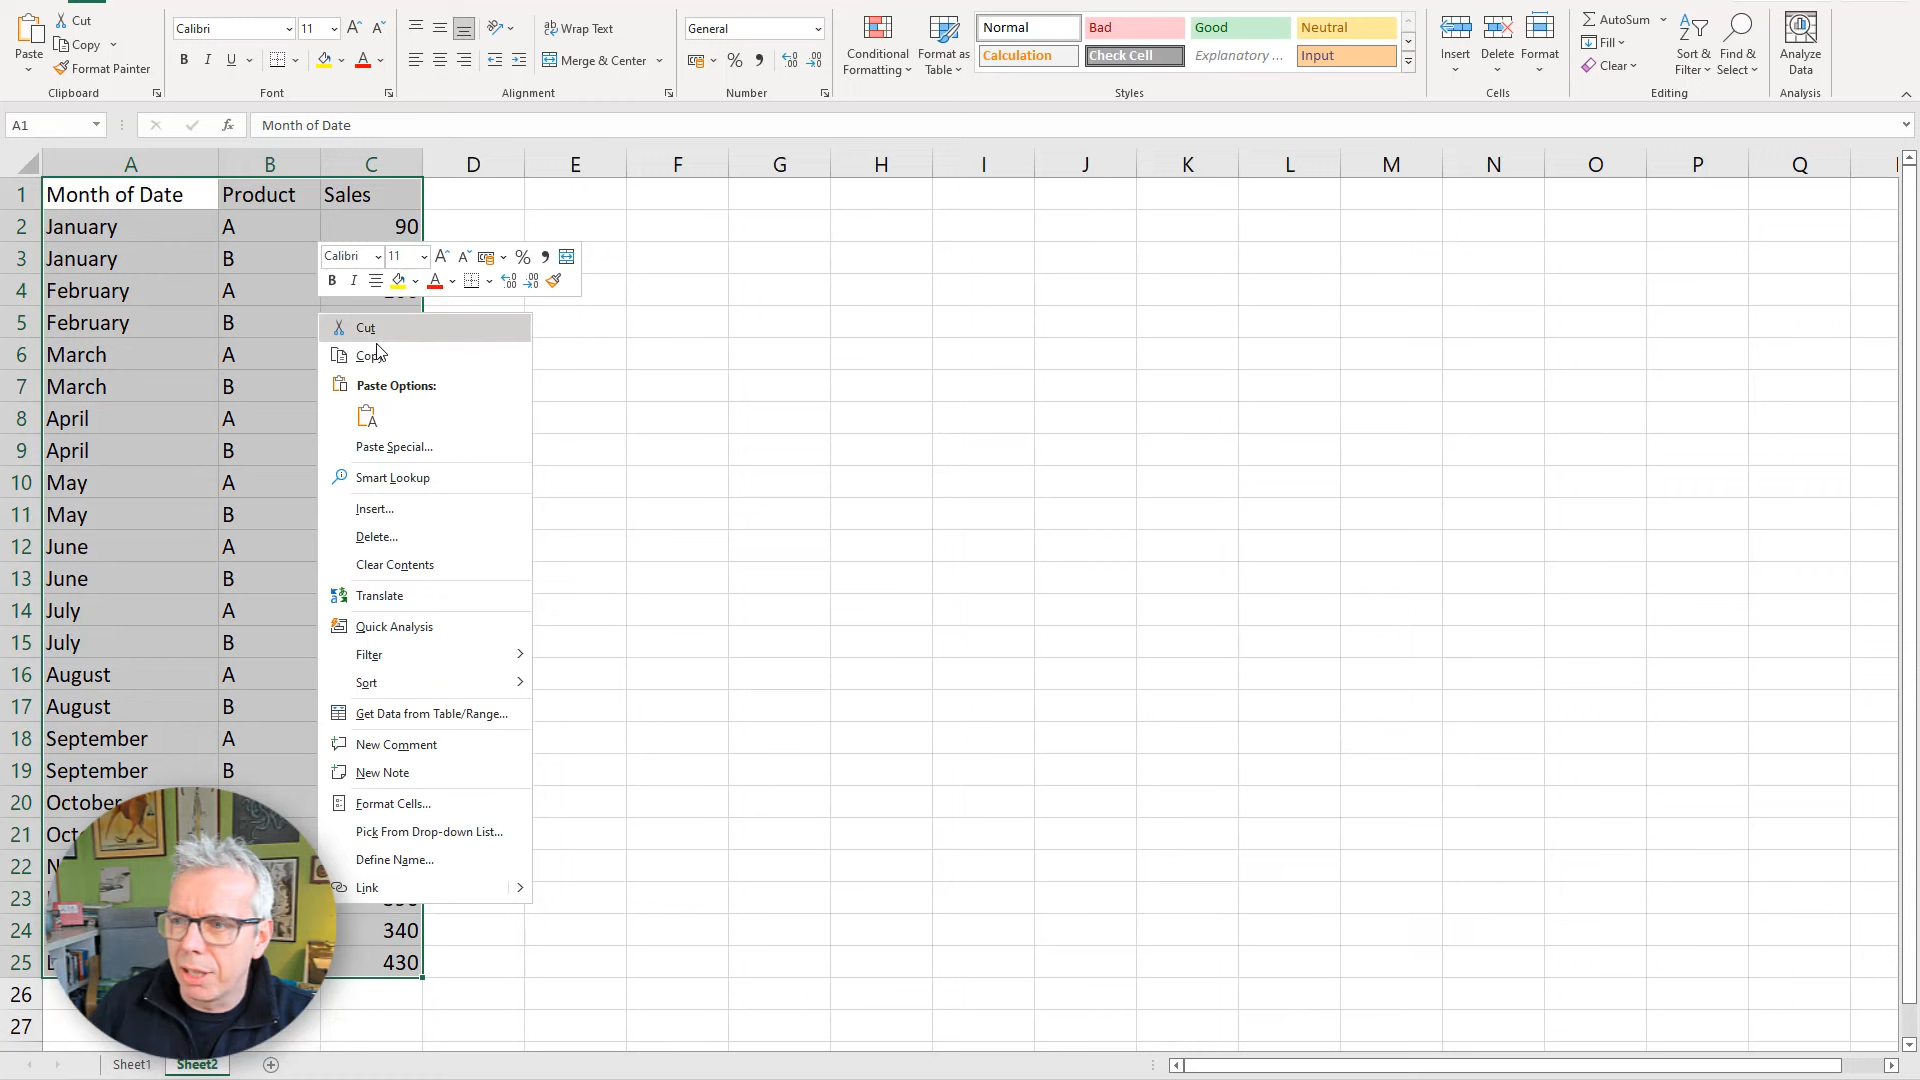 Cut
Copy
Format Painter
Paste
Clipboard
Calibri 11
B I U
Font
Wrap Text
Merge & Center
Alignment
General
%
Number
Conditional Formatting
Format as Table
Normal Bad Good Neutral
Calculation Check Cell Explanatory ... Input
Styles
Insert Delete Format
Cells
AutoSum
Fill
Clear
Sort & Filter
Find & Select
Editing
Analyze Data
Analysis
A1 fx Month of Date
A B C D E F G H I J K L M N O P Q
1 Month of Date Product Sales
2 January A 90
3 January B
4 February A
5 February B
6 March A
7 March B
8 April A
9 April B
10 May A
11 May B
12 June A
13 June B
14 July A
15 July B
16 August A
17 August B
18 September A
19 September B
20 October
21 Oct
22 N
23
24 340
25 430
26
27
Calibri 11 %
B I A
Cut
Copy
Paste Options:
Paste Special...
Smart Lookup
Insert...
Delete...
Clear Contents
Translate
Quick Analysis
Filter
Sort
Get Data from Table/Range...
New Comment
New Note
Format Cells...
Pick From Drop-down List...
Define Name...
Link
Sheet1 Sheet2